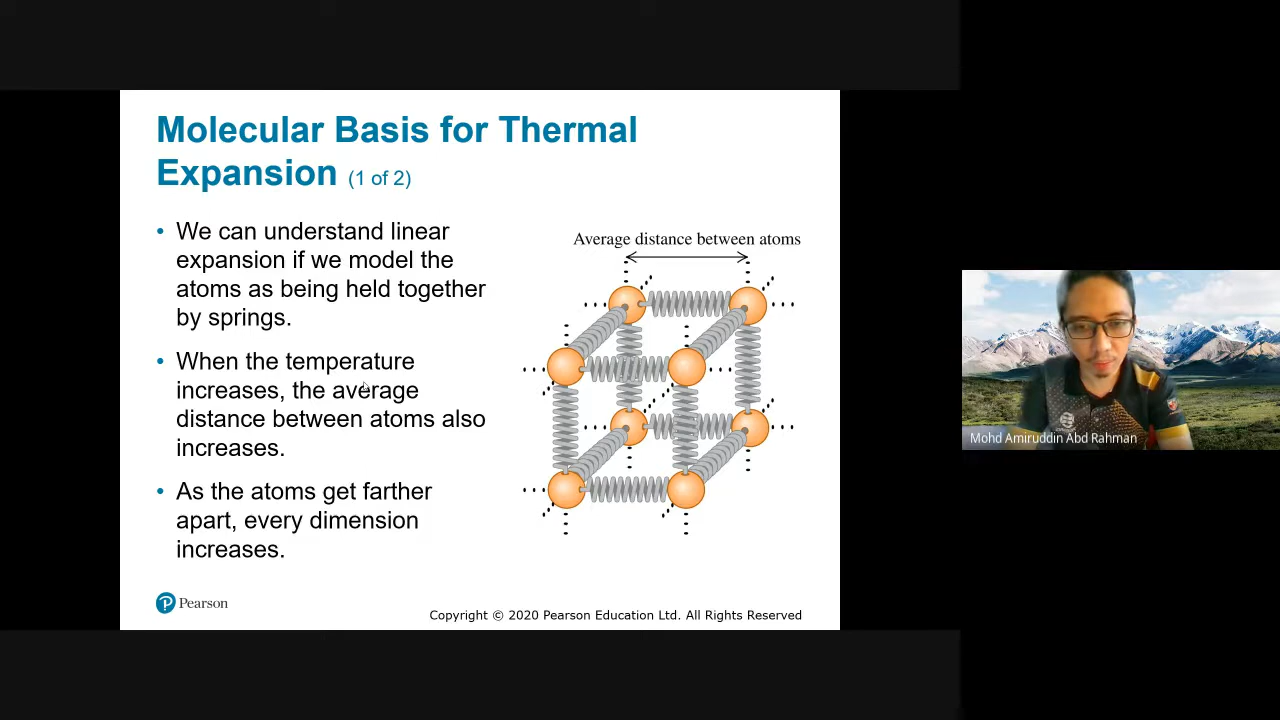 Molecular Basis for Thermal
Expansion (1 of 2)
• We can understand linear
expansion if we model the
atoms as being held together
by springs.
• When the temperature
increases, the average
distance between atoms also
increases.
• As the atoms get farther
apart, every dimension
increases.
Average distance between atoms
Pearson
Copyright © 2020 Pearson Education Ltd. All Rights Reserved
Mohd Amiruddin Abd Rahman